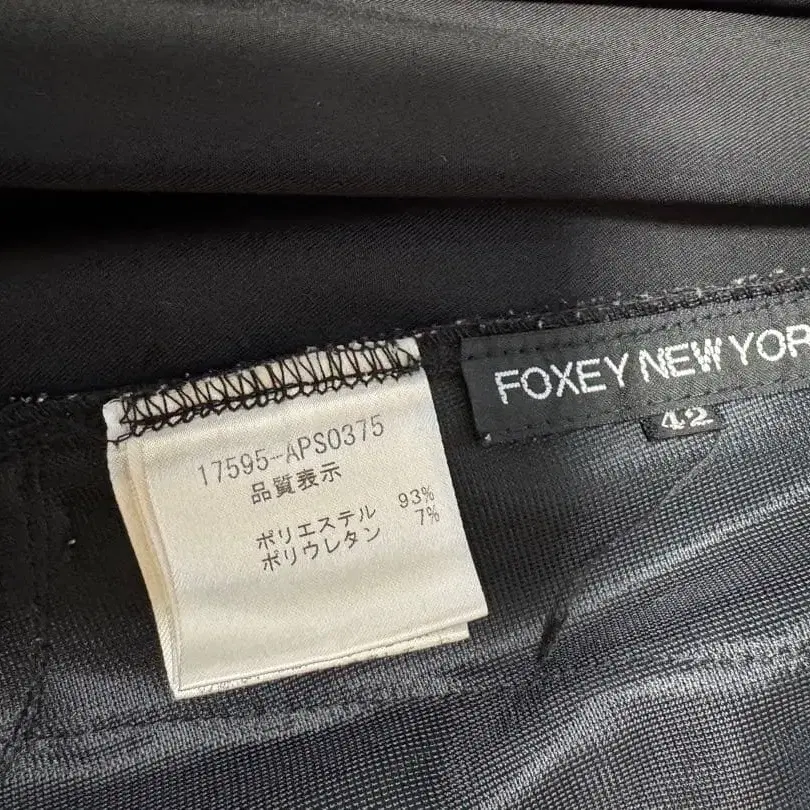 17595-APS0375
品質表示
ポリエステル 93%
ポリウレタン 7%
FOXEY NEW YOR
42